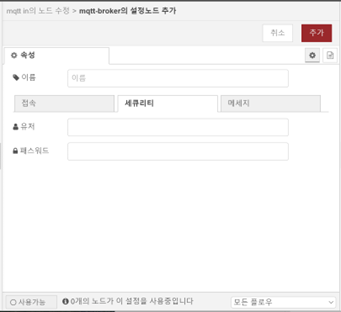 mqtt in의 노드 수정 > mqtt-broker의 설정노드 추가
취소 추가
속성
이름 이름
접속 세큐리티 메세지
유저
패스워드
사용가능 0개의 노드가 이 설정을 사용중입니다 모든 플로우